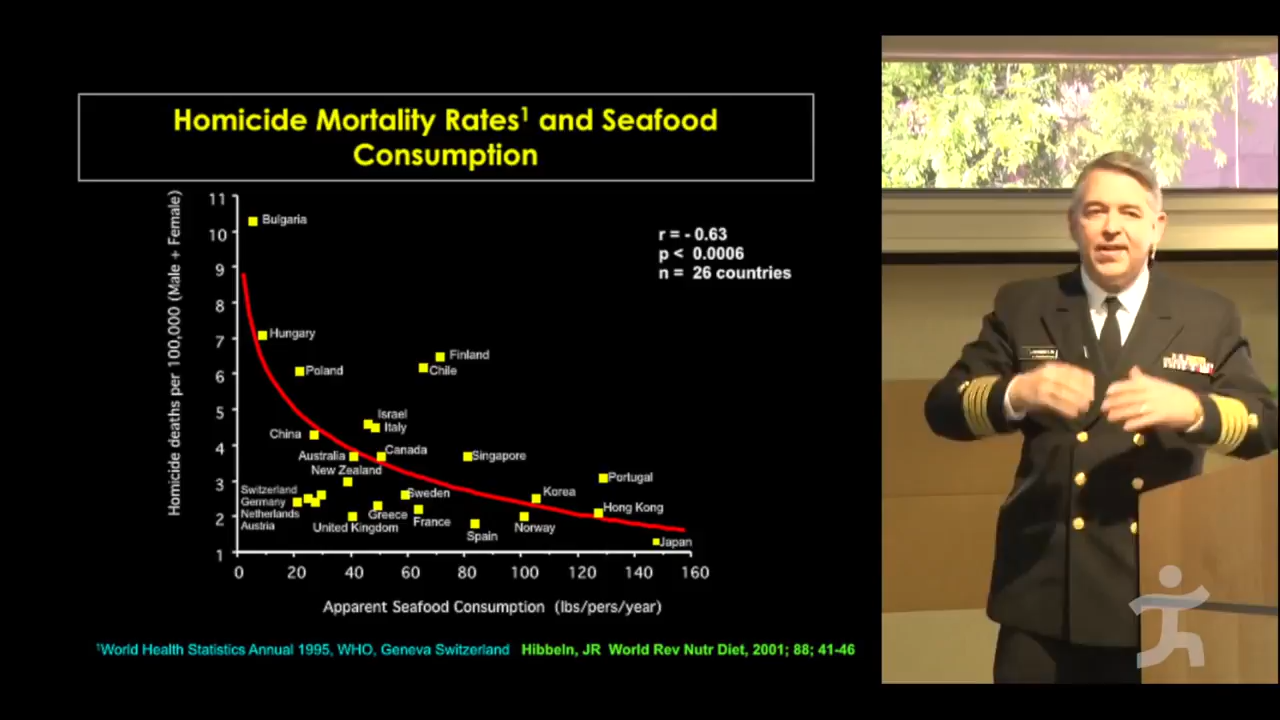 Homicide Mortality Rates¹ and Seafood
Consumption
Homicide deaths per 100,000 (Male + Female)
11
10
9
8
7
6
5
4
3
2
1
Bulgaria
r = - 0.63
p < 0.0006
n = 26 countries
Hungary
Finland
Poland
Chile
Israel
Italy
China
Canada
Australia
Singapore
New Zealand
Portugal
Switzerland
Sweden
Korea
Germany
Netherlands
Greece
Hong Kong
Austria
United Kingdom
France
Norway
Spain
Japan
0 20 40 60 80 100 120 140 160
Apparent Seafood Consumption (lbs/pers/year)
¹World Health Statistics Annual 1995, WHO, Geneva Switzerland Hibbeln, JR World Rev Nutr Diet, 2001; 88; 41-46